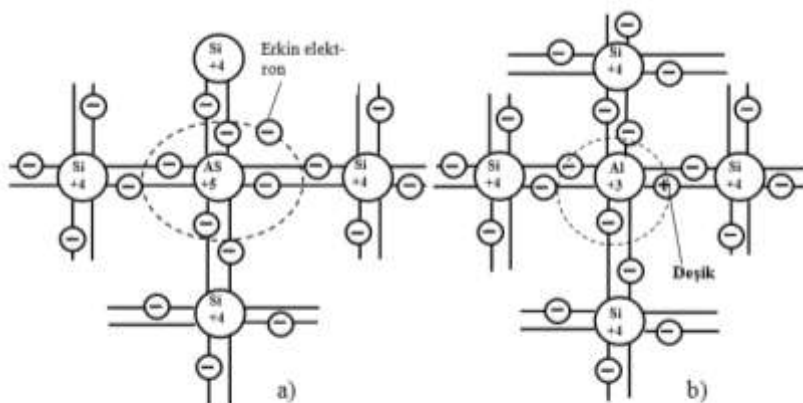 Si
+4
Erkin elekt-
ron
Si
+4
AS
+5
Si
+4
Si
+4
a)
Si
+4
Si
+4
Al
+3
Si
+4
Deşik
Si
+4
b)